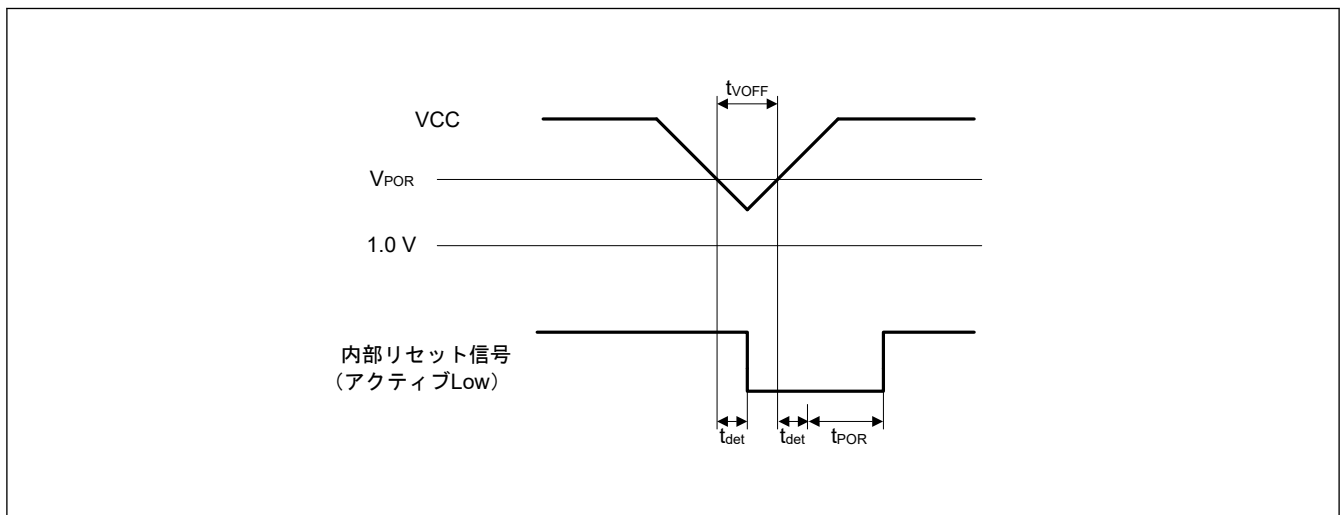 tVOFF
VCC
VPOR
1.0 V
内部リセット信号
（アクティブLow）
tdet
tdet
tPOR